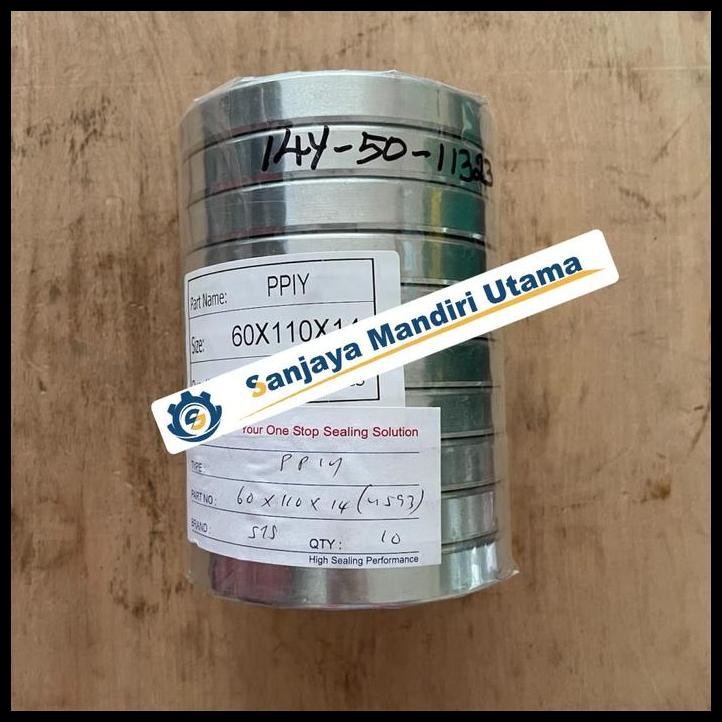 14Y-50-11323
Part Name: PPIY
Size: 60X110X14
Sanjaya Mandiri Utama
Your One Stop Sealing Solution
TYPE PPIY
PART NO : 60 x 110 x 14 (4593)
BRAND : STS QTY : 10
High Sealing Performance